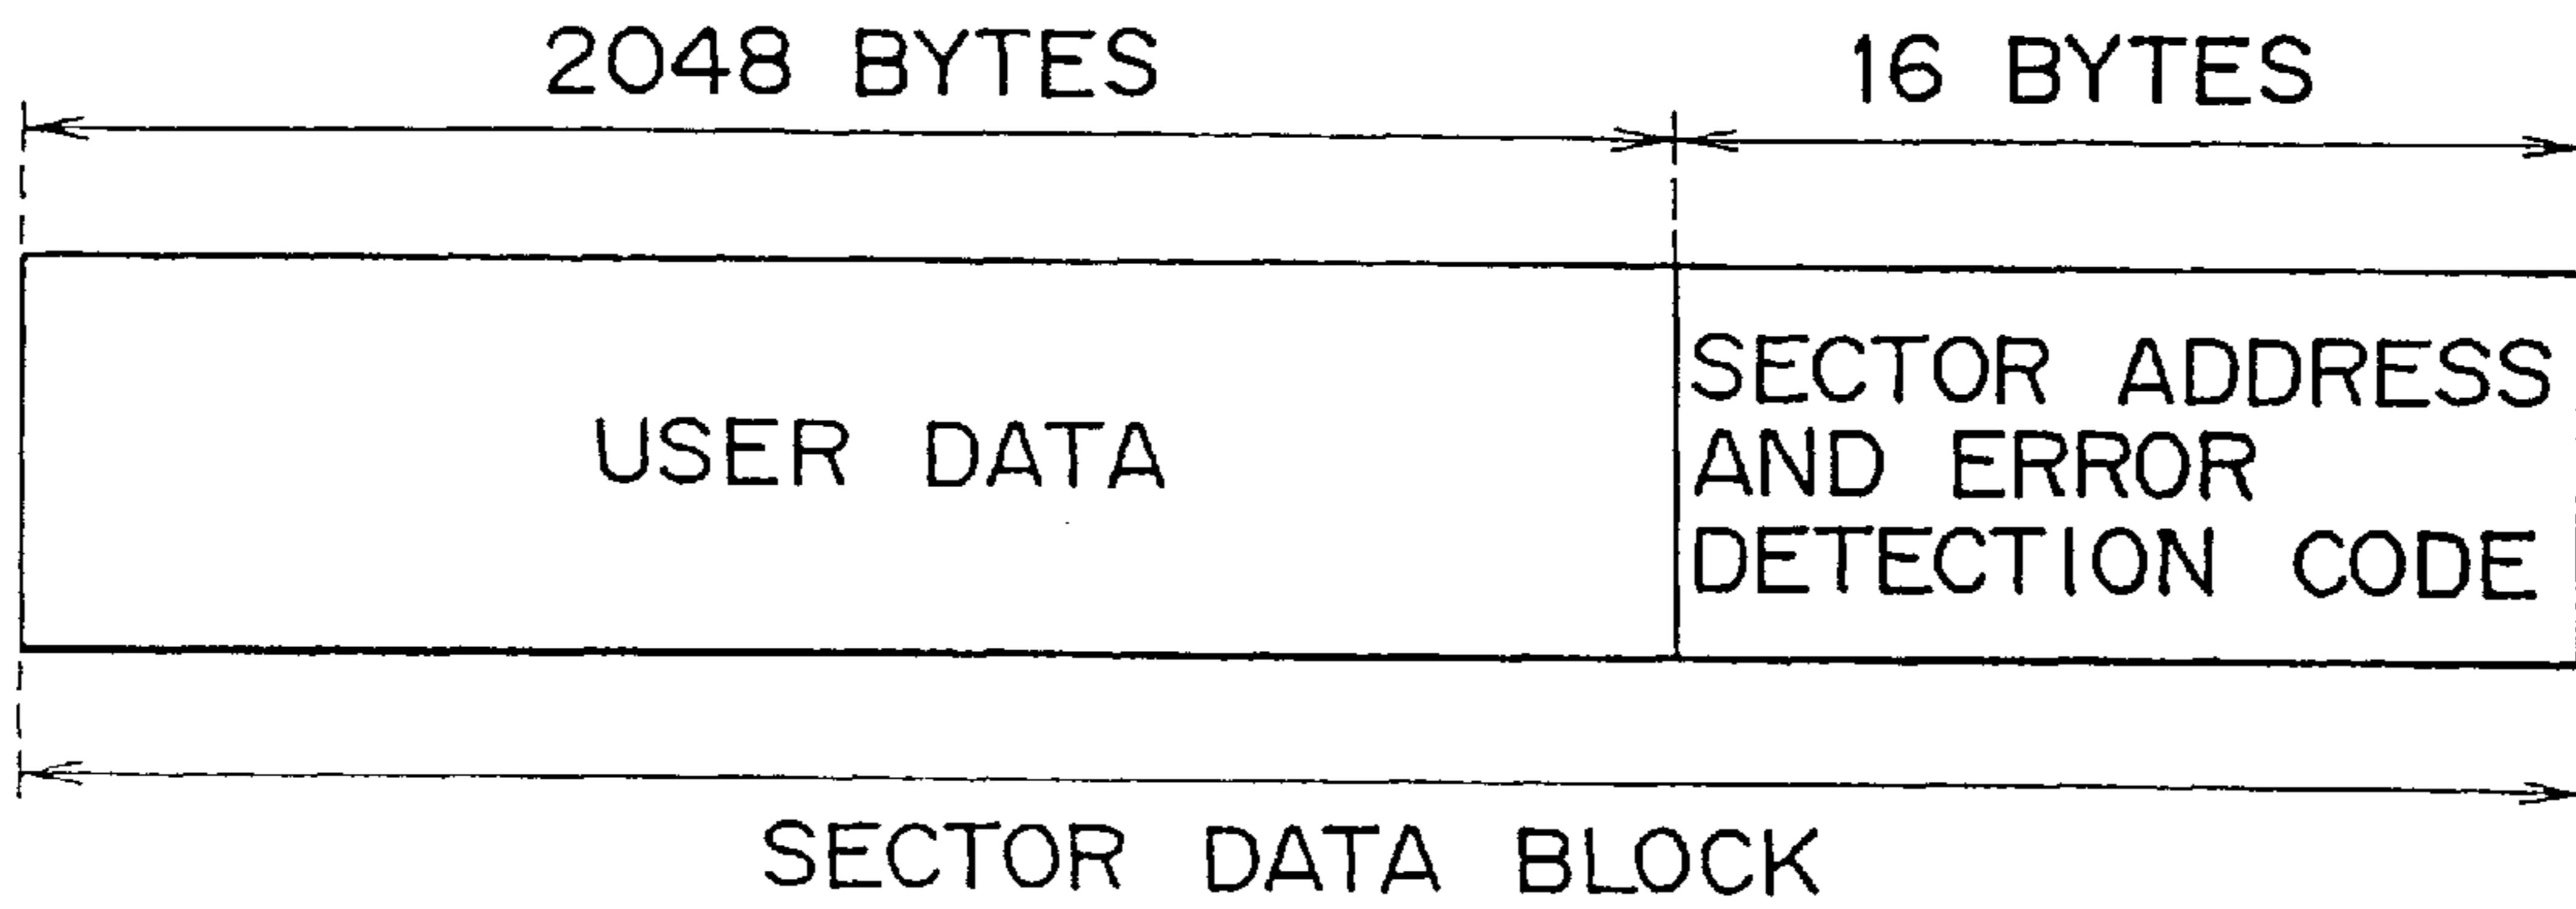 2048 BYTES
16 BYTES
USER DATA
SECTOR ADDRESS
AND ERROR
DETECTION CODE
SECTOR DATA BLOCK